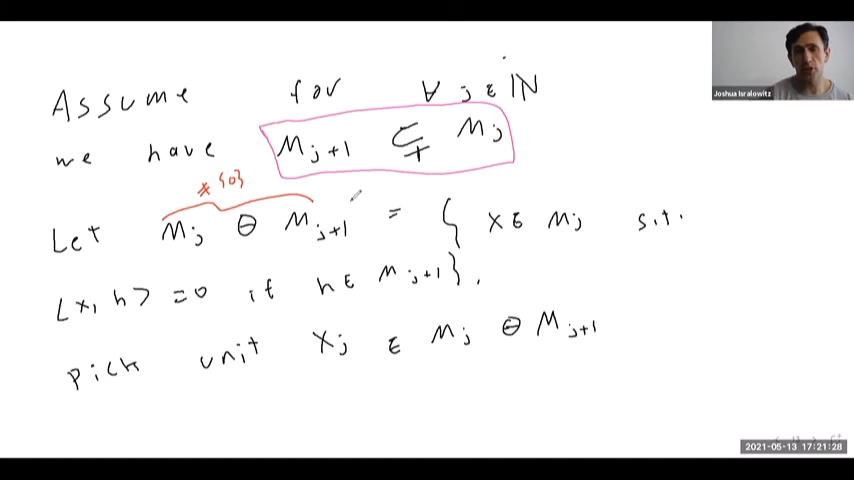 Assume for ∀ j ∈ ℕ
we have M_{j+1} ⊊ M_j
≠ {0}
Let M_j ⊖ M_{j+1} = { x ∈ M_j s.t.
⟨x, h⟩ = 0 if h ∈ M_{j+1} }.
Pick unit x_j ∈ M_j ⊖ M_{j+1}
Joshua Isralowitz
2021-05-13 17:21:28